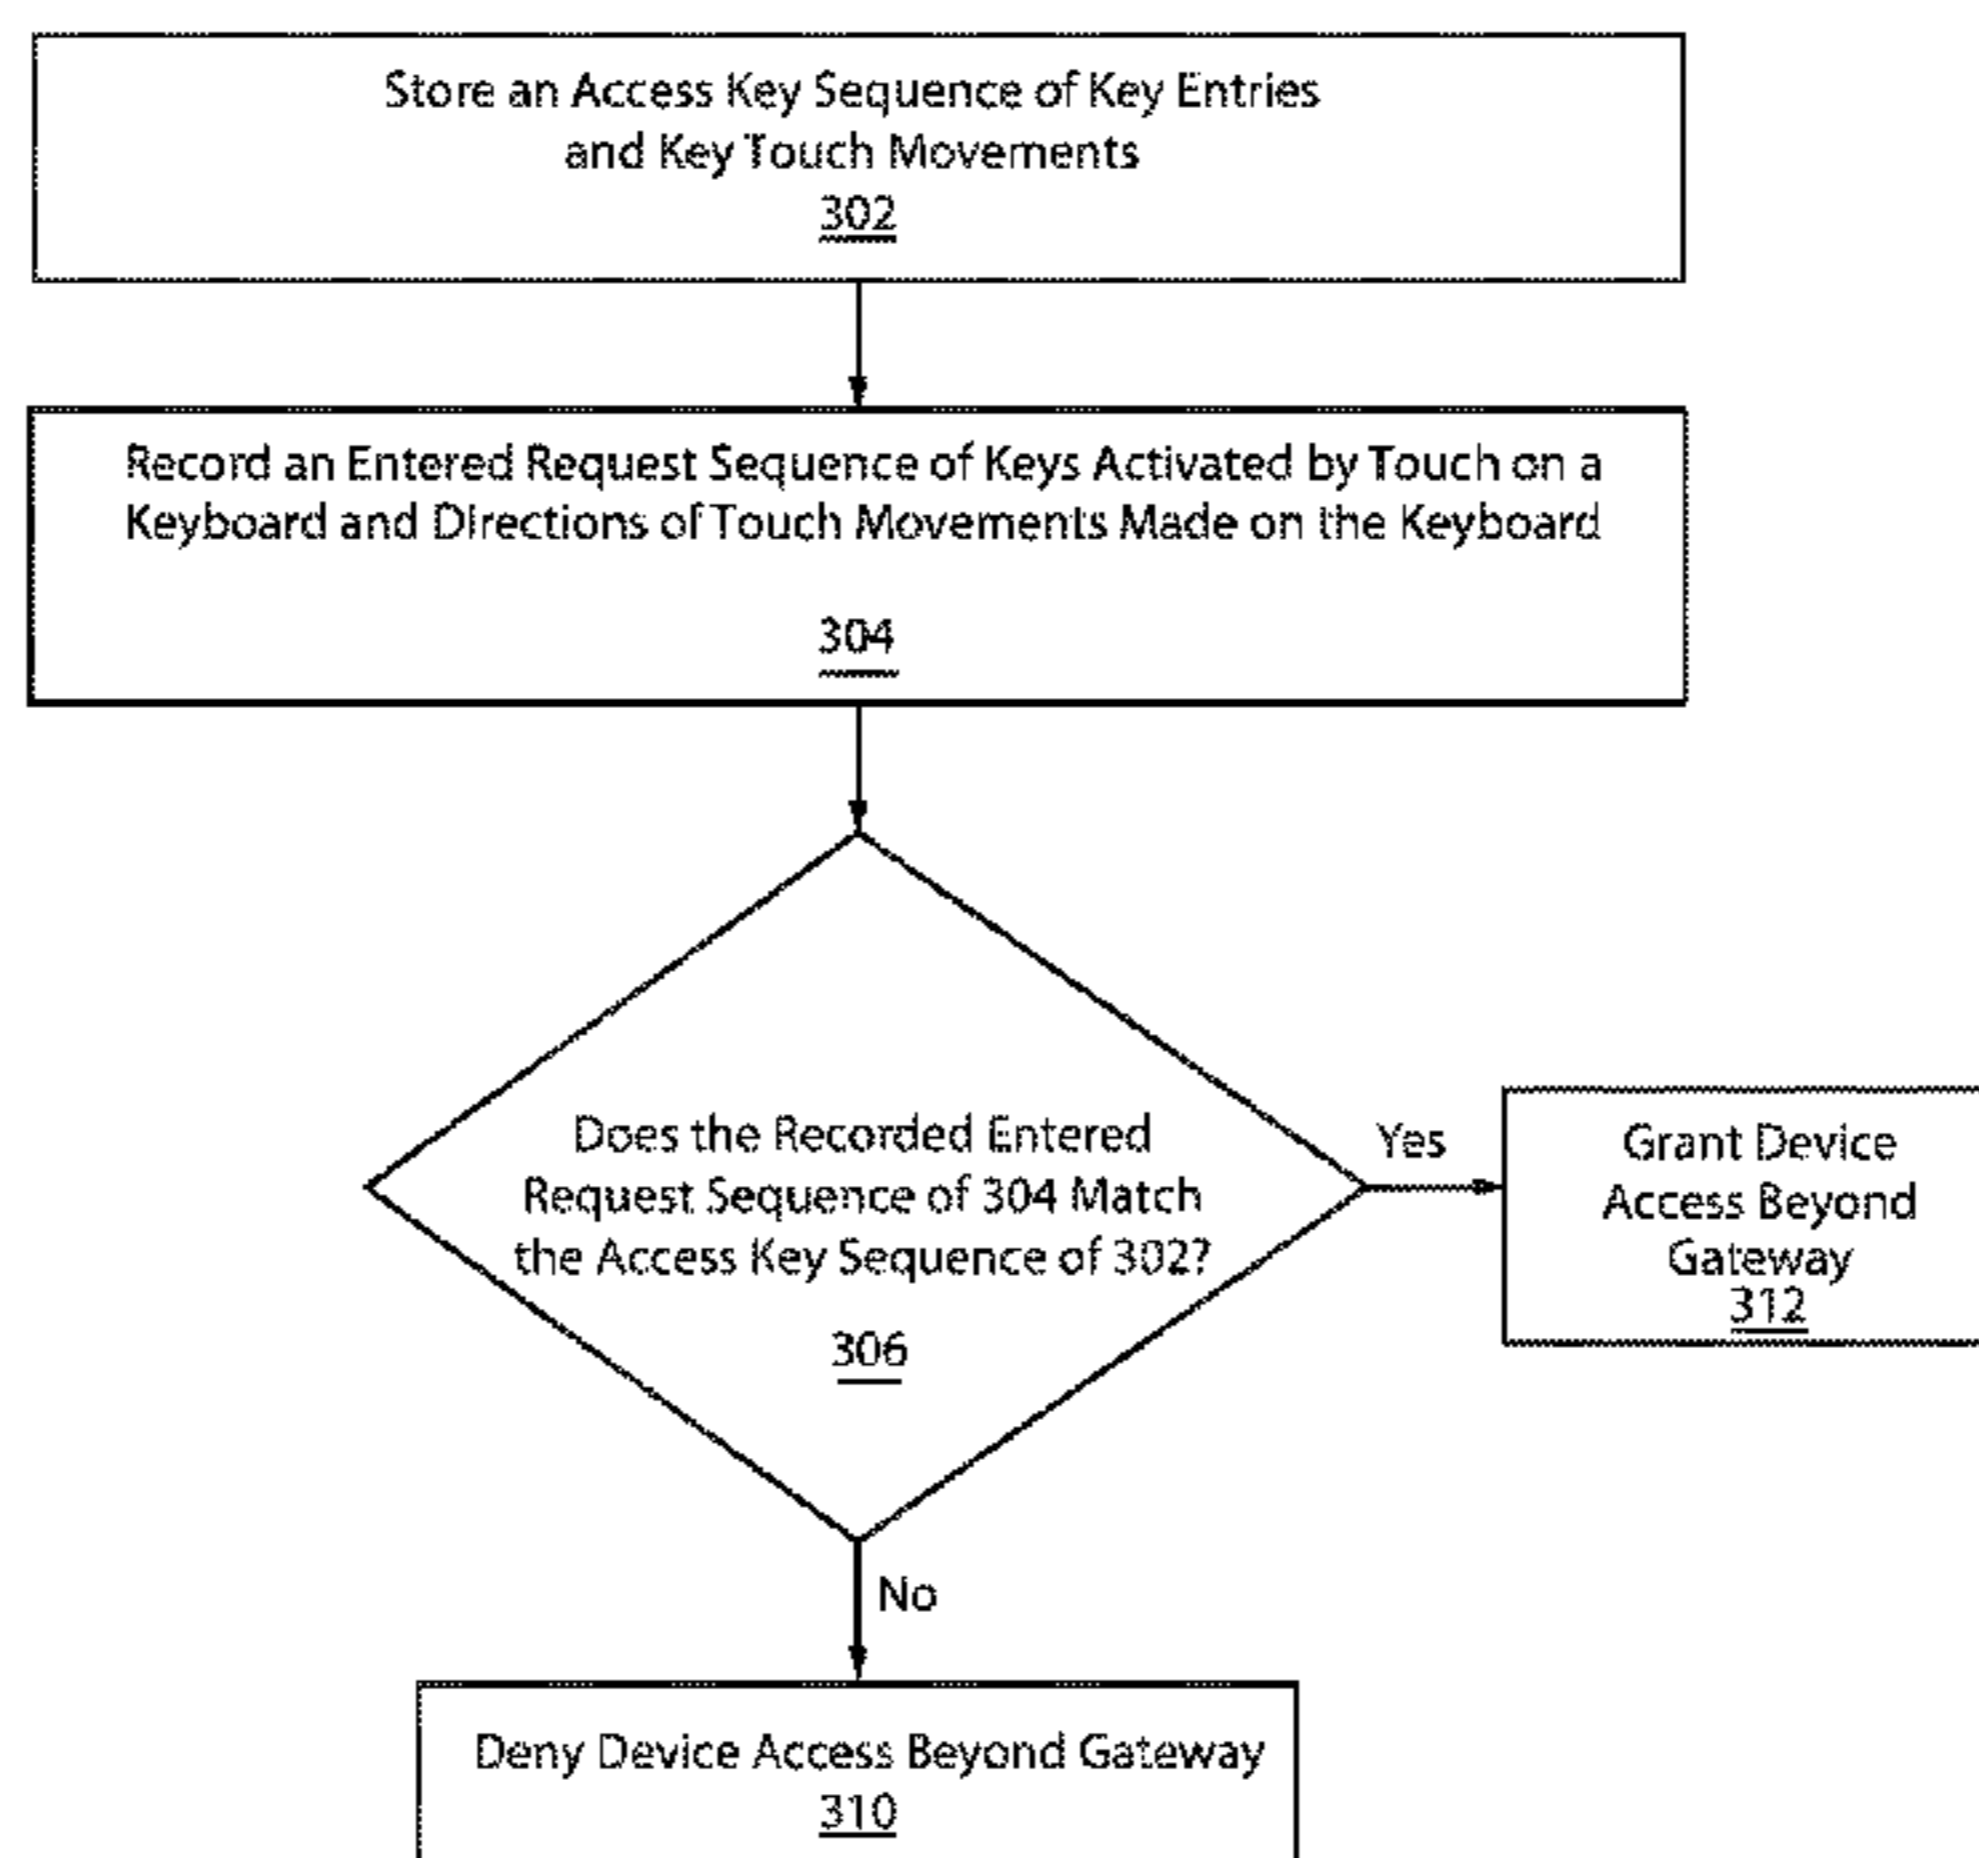 Store an Access Key Sequence of Key Entries
and Key Touch Movements
302
Record an Entered Request Sequence of Keys Activated by Touch on a
Keyboard and Directions of Touch Movements Made on the Keyboard
304
Does the Recorded Entered
Request Sequence of 304 Match
the Access Key Sequence of 302?
306
Yes
Grant Device
Access Beyond
Gateway
312
No
Deny Device Access Beyond Gateway
310